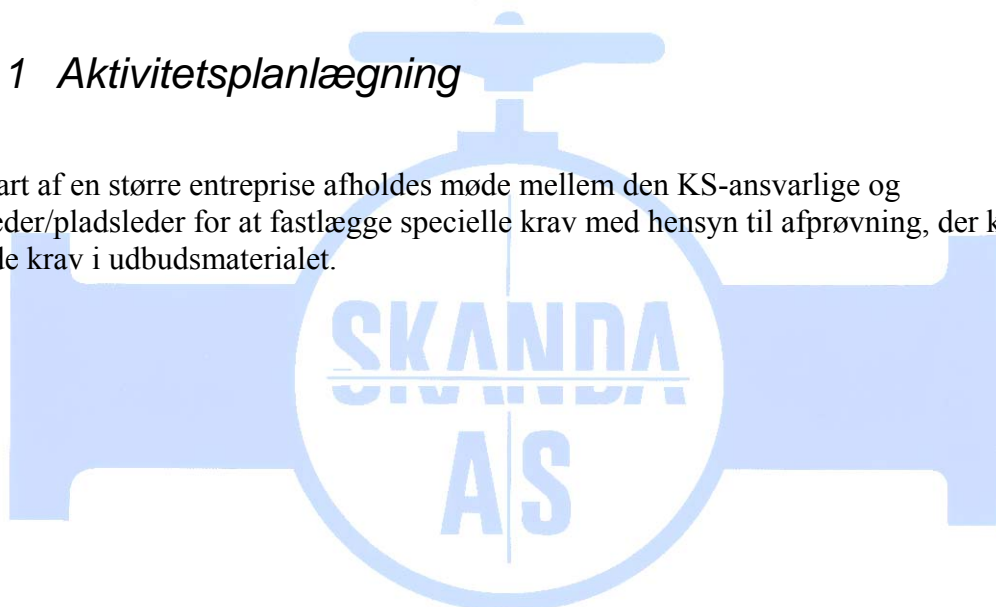 1 Aktivitetsplanlægning
art af en større entreprise afholdes møde mellem den KS-ansvarlige og
eder/pladsleder for at fastlægge specielle krav med hensyn til afprøvning, der k
de krav i udbudsmaterialet.
SKANDA
AS